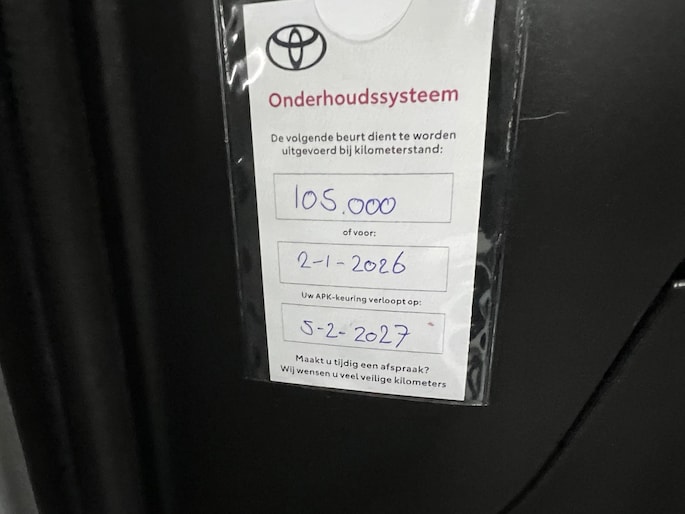 Onderhoudssysteem
De volgende beurt dient te worden
uitgevoerd bij kilometerstand:
105.000
of voor:
2-1-2026
Uw APK-keuring verloopt op:
5-2-2027
Maakt u tijdig een afspraak?
Wij wensen u veel veilige kilometers